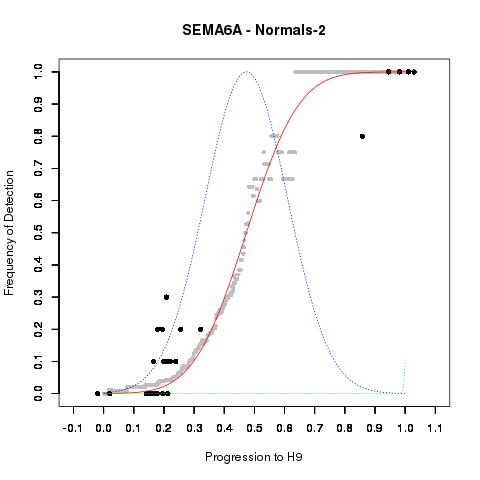 SEMA6A - Normals-2
Frequency of Detection
1.0
0.9
0.8
0.7
0.6
0.5
0.4
0.3
0.2
0.1
0.0
-0.1 0.0 0.1 0.2 0.3 0.4 0.5 0.6 0.7 0.8 0.9 1.0 1.1
Progression to H9